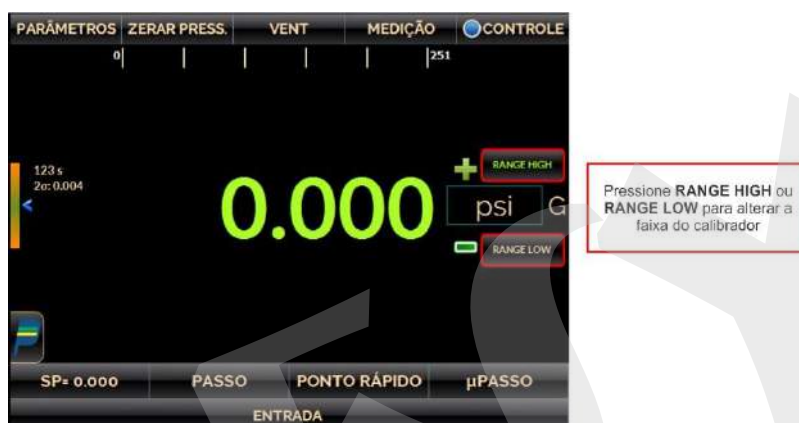 PARÂMETROS ZERAR PRESS. VENT MEDIÇÃO CONTROLE
0 251
123 s
2σ: 0.004
RANGE HIGH
0.000 psi G
RANGE LOW
Pressione RANGE HIGH ou
RANGE LOW para alterar a
faixa do calibrador
SP= 0.000 PASSO PONTO RÁPIDO µPASSO
ENTRADA